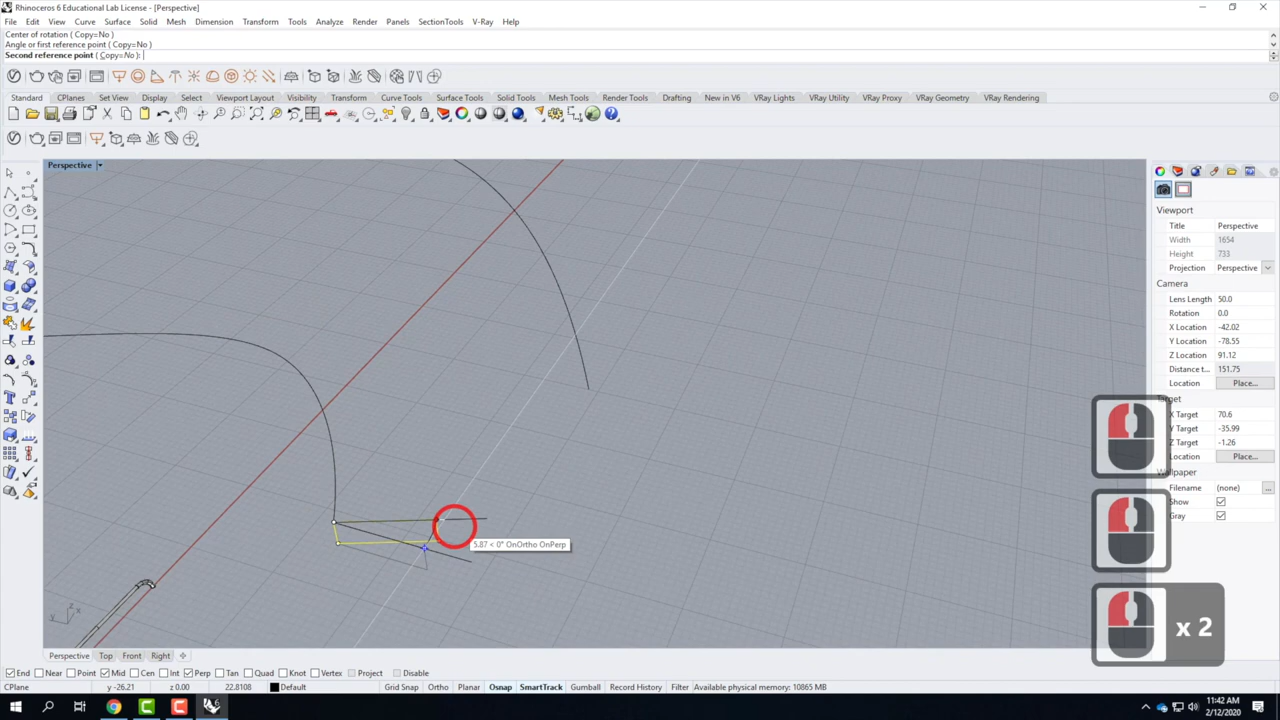 Rhinoceros 6 Educational Lab License - [Perspective]
File Edit View Curve Surface Solid Mesh Dimension Transform Tools Analyze Render Panels SectionTools V-Ray Help
Center of rotation ( Copy=No )
Angle or first reference point ( Copy=No )
Second reference point ( Copy=No ):
Standard CPlanes Set View Display Select Viewport Layout Visibility Transform Curve Tools Surface Tools Solid Tools Mesh Tools Render Tools Drafting New in V6 VRay Lights VRay Utility VRay Proxy VRay Geometry VRay Rendering
Perspective
Viewport
Title Perspective
Width 1654
Height 733
Projection Perspective
Camera
Lens Length 50.0
Rotation 0.0
X Location -42.02
Y Location -78.55
Z Location 91.12
Distance t... 151.75
Location Place...
Target
X Target 70.6
Y Target -35.99
Z Target -1.26
Location Place...
Wallpaper
Filename (none) ...
Show
Gray
5.87 < 0° OnOrtho OnPerp
x 2
z
y x
Perspective Top Front Right
End Near Point Mid Cen Int Perp Tan Quad Knot Vertex Project Disable
CPlane y -26.21 z 0.00 22.8108 Default Grid Snap Ortho Planar Osnap SmartTrack Gumball Record History Filter Available physical memory: 10865 MB
11:42 AM
2/12/2020